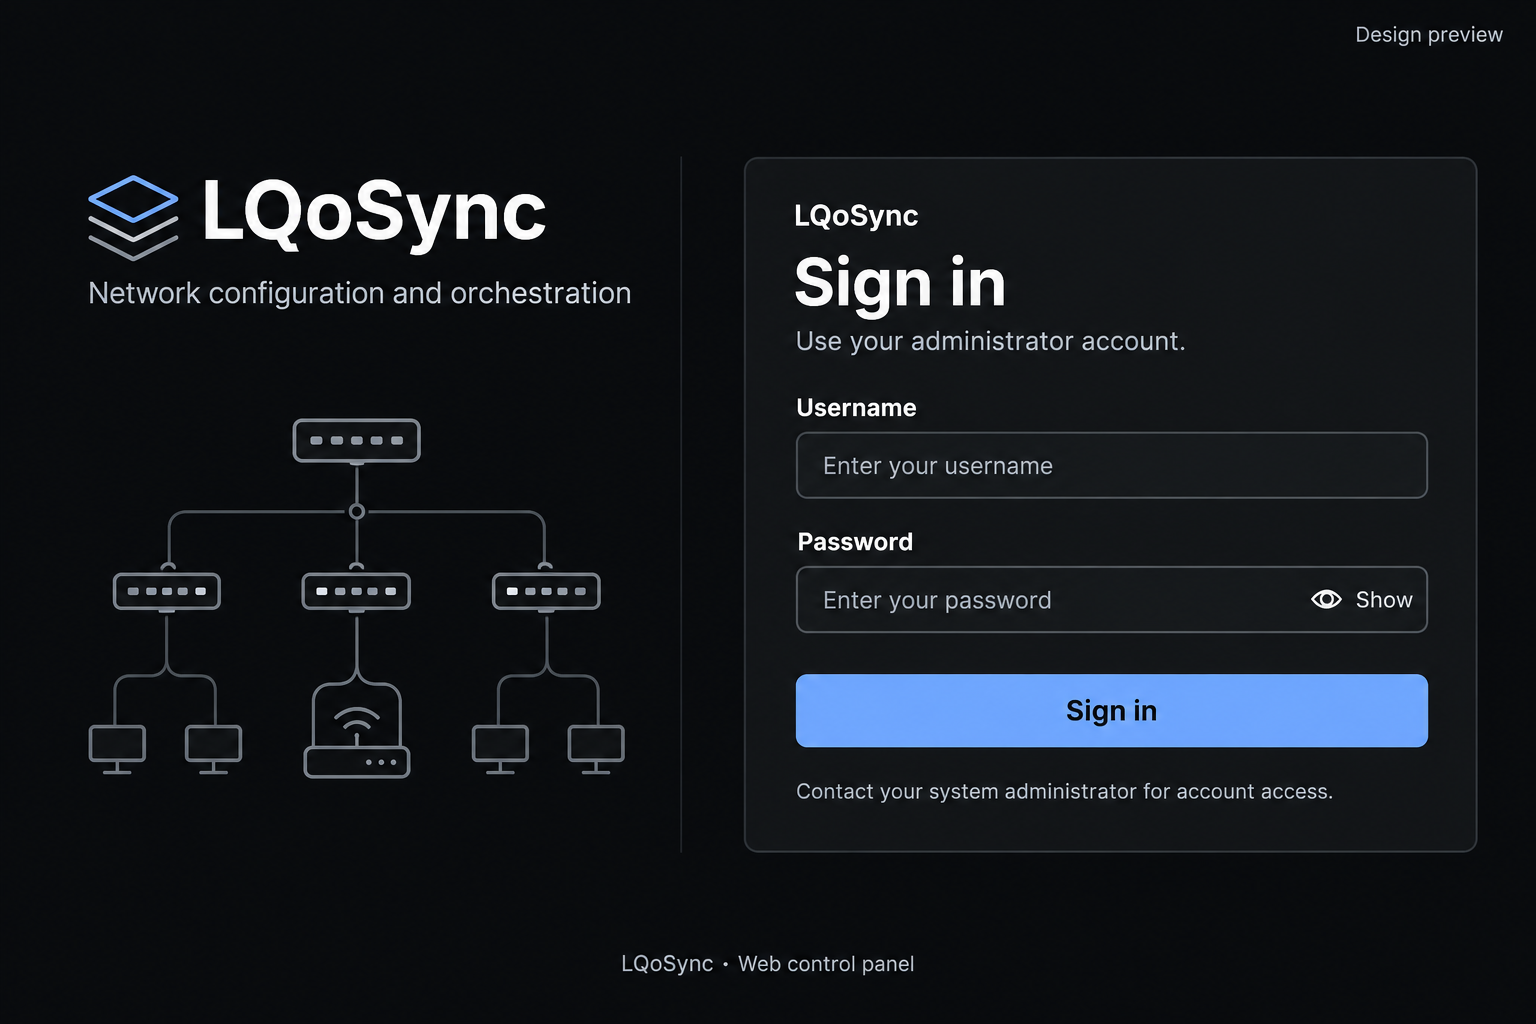 Design preview
LQoSync
Network configuration and orchestration
LQoSync
Sign in
Use your administrator account.
Username
Enter your username
Password
Enter your password
Show
Sign in
Contact your system administrator for account access.
LQoSync • Web control panel